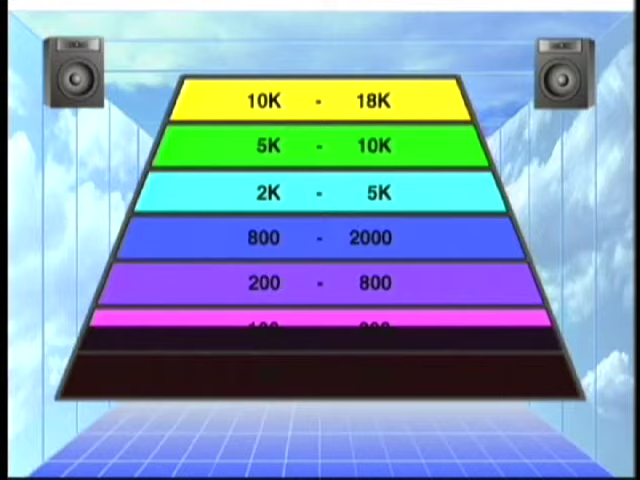 10K - 18K
5K - 10K
2K - 5K
800 - 2000
200 - 800